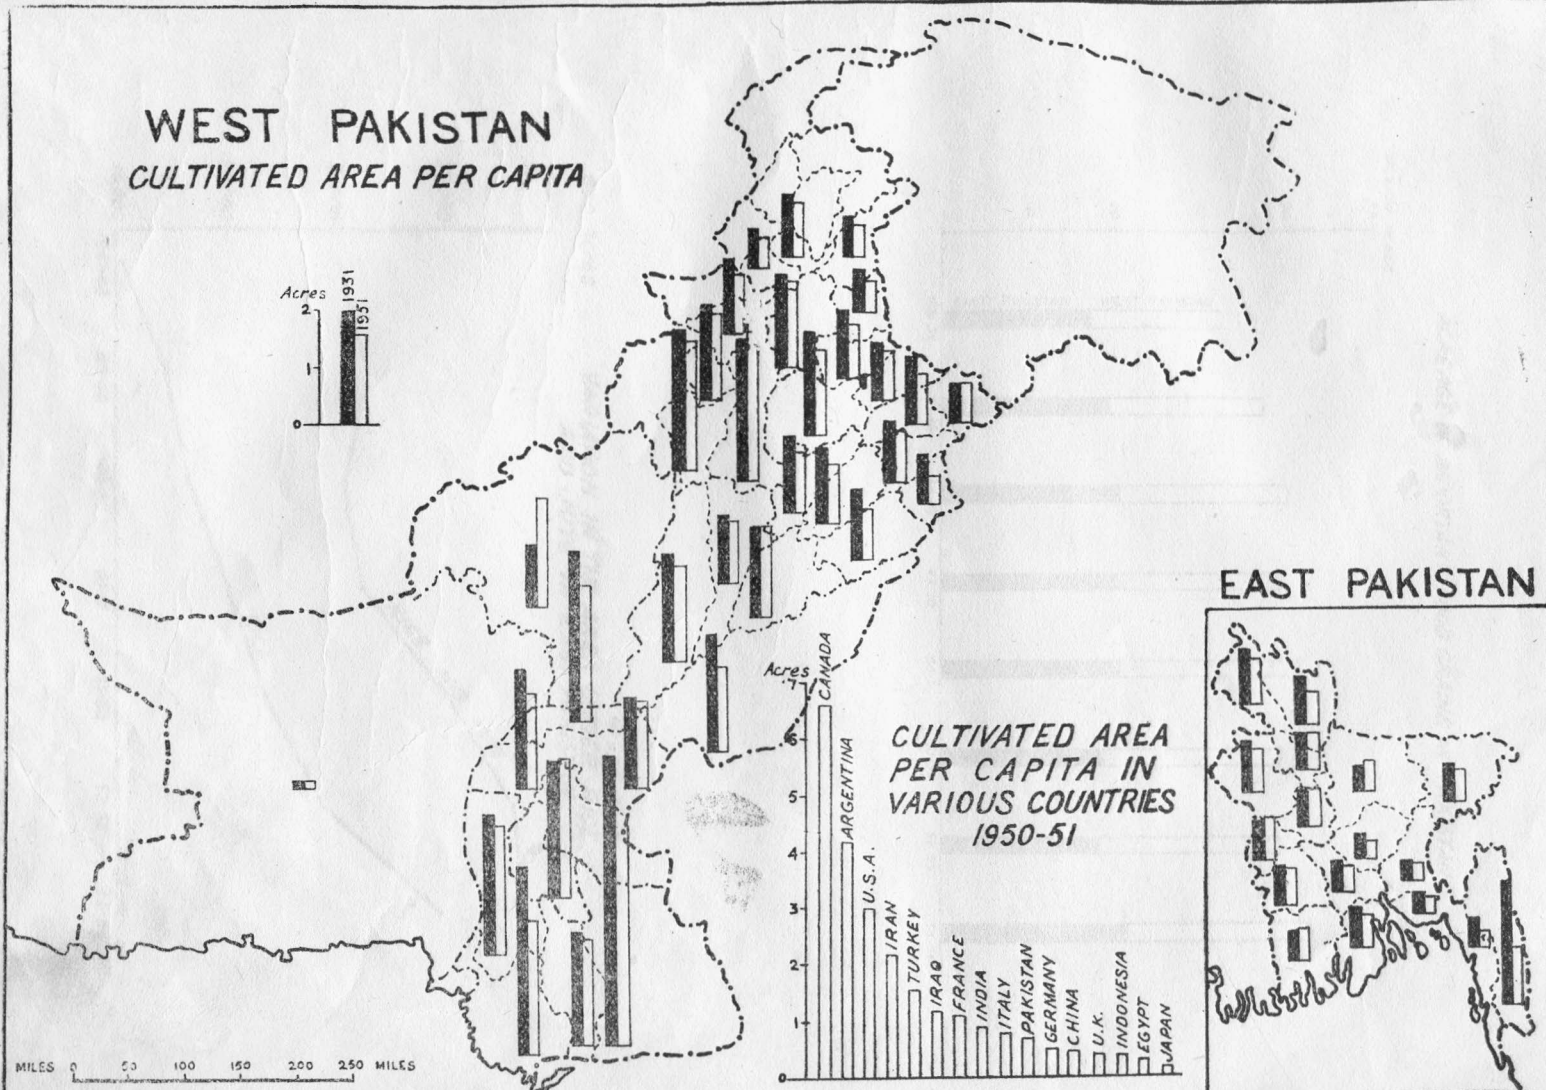 WEST PAKISTAN
CULTIVATED AREA PER CAPITA
Acres
1931
1951
2
1
0
EAST PAKISTAN
Acres
7
6
5
4
3
2
1
0
CANADA
ARGENTINA
U.S.A.
IRAN
TURKEY
IRAQ
FRANCE
INDIA
ITALY
PAKISTAN
GERMANY
CHINA
U.K.
INDONESIA
EGYPT
JAPAN
CULTIVATED AREA
PER CAPITA IN
VARIOUS COUNTRIES
1950-51
MILES 0 50 100 150 200 250 MILES